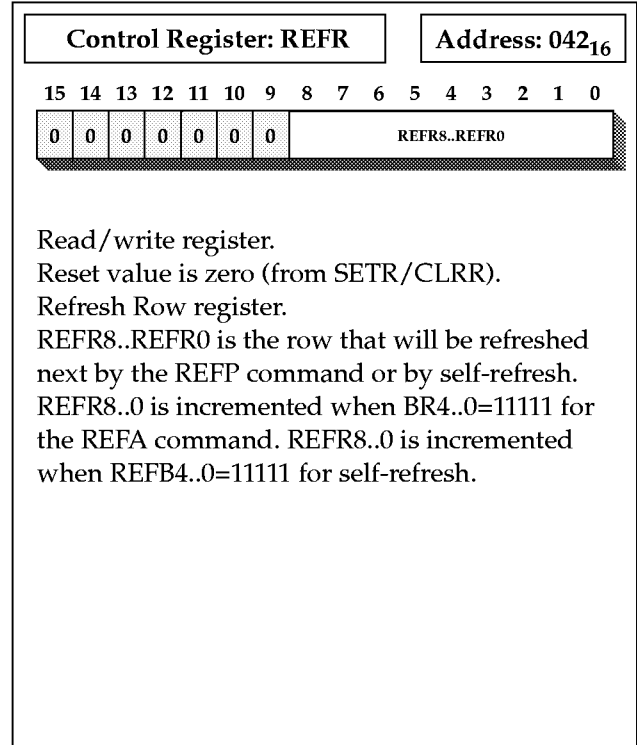 Control Register: REFR
Address: 042₁₆
15 14 13 12 11 10 9 8 7 6 5 4 3 2 1 0
0 0 0 0 0 0 0 REFR8..REFR0
Read/write register.
Reset value is zero (from SETR/CLRR).
Refresh Row register.
REFR8..REFR0 is the row that will be refreshed
next by the REFP command or by self-refresh.
REFR8..0 is incremented when BR4..0=11111 for
the REFA command. REFR8..0 is incremented
when REFB4..0=11111 for self-refresh.